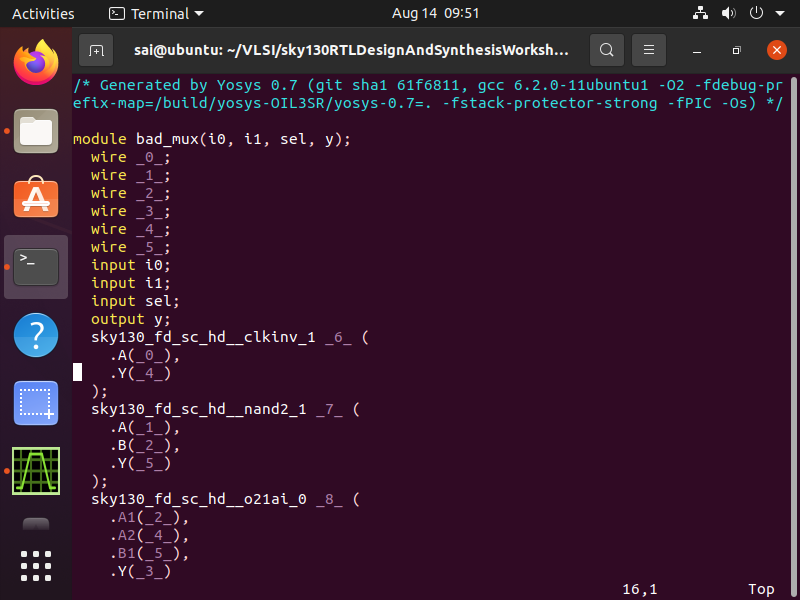 Activities
Terminal
Aug 14 09:51
sai@ubuntu: ~/VLSI/sky130RTLDesignAndSynthesisWorksh...
/* Generated by Yosys 0.7 (git sha1 61f6811, gcc 6.2.0-11ubuntu1 -O2 -fdebug-pr
efix-map=/build/yosys-OIL3SR/yosys-0.7=. -fstack-protector-strong -fPIC -Os) */
module bad_mux(i0, i1, sel, y);
  wire _0_;
  wire _1_;
  wire _2_;
  wire _3_;
  wire _4_;
  wire _5_;
  input i0;
  input i1;
  input sel;
  output y;
  sky130_fd_sc_hd__clkinv_1 _6_ (
    .A(_0_),
    .Y(_4_)
  );
  sky130_fd_sc_hd__nand2_1 _7_ (
    .A(_1_),
    .B(_2_),
    .Y(_5_)
  );
  sky130_fd_sc_hd__o21ai_0 _8_ (
    .A1(_2_),
    .A2(_4_),
    .B1(_5_),
    .Y(_3_)
16,1 Top